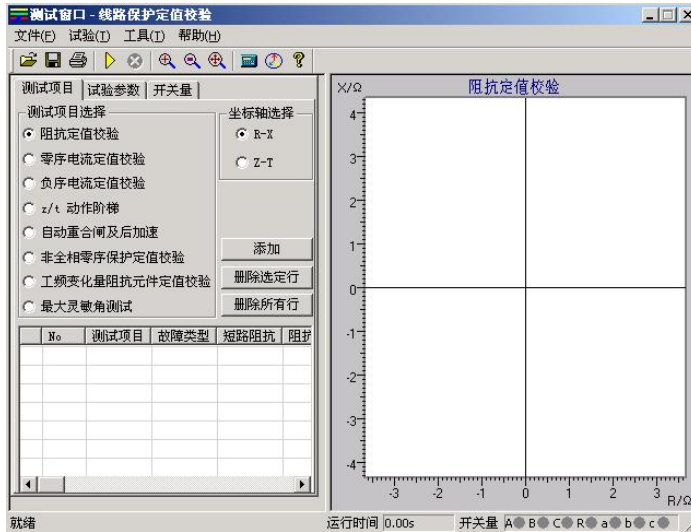 测试窗口 - 线路保护定值校验
文件(F) 试验(T) 工具(T) 帮助(H)
测试项目 试验参数 开关量
测试项目选择
阻抗定值校验
零序电流定值校验
负序电流定值校验
z/t 动作阶梯
自动重合闸及后加速
非全相零序保护定值校验
工频变化量阻抗元件定值校验
最大灵敏角测试
坐标轴选择
R-X
Z-T
添加
删除选定行
删除所有行
No 测试项目 故障类型 短路阻抗 阻抗
X/Ω 阻抗定值校验
4
3
2
1
0
-1
-2
-3
-4
-3 -2 -1 0 1 2 3 R/Ω
就绪 运行时间 0.00s 开关量 A B C R a b c